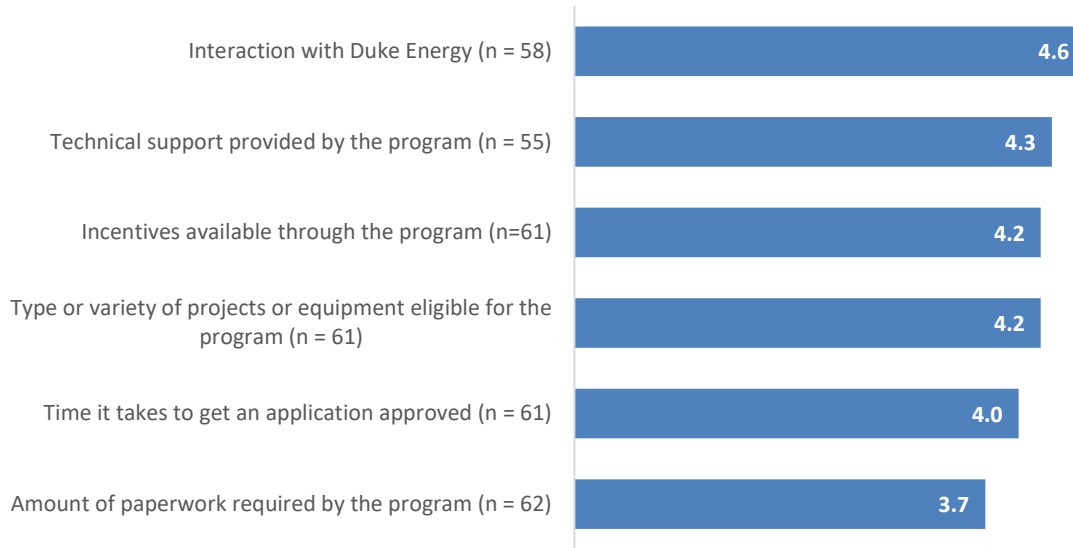 Interaction with Duke Energy (n = 58)
4.6
Technical support provided by the program (n = 55)
4.3
Incentives available through the program (n=61)
4.2
Type or variety of projects or equipment eligible for the
program (n = 61)
4.2
Time it takes to get an application approved (n = 61)
4.0
Amount of paperwork required by the program (n = 62)
3.7